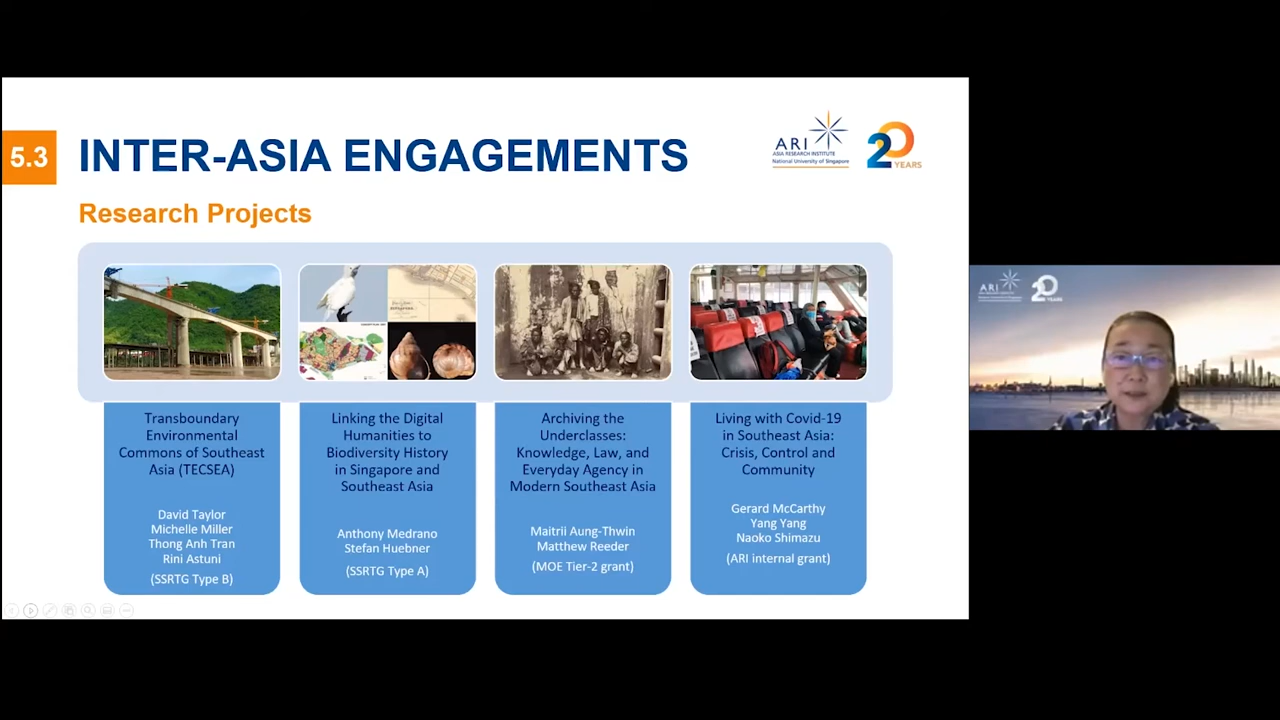 5.3
INTER-ASIA ENGAGEMENTS
ARI
ASIA RESEARCH INSTITUTE
National University of Singapore
20
YEARS
Research Projects
Transboundary
Environmental
Commons of Southeast
Asia (TECSEA)
David Taylor
Michelle Miller
Thong Anh Tran
Rini Astuni
(SSRTG Type B)
Linking the Digital
Humanities to
Biodiversity History
in Singapore and
Southeast Asia
Anthony Medrano
Stefan Huebner
(SSRTG Type A)
Archiving the
Underclasses:
Knowledge, Law, and
Everyday Agency in
Modern Southeast Asia
Maitrii Aung-Thwin
Matthew Reeder
(MOE Tier-2 grant)
Living with Covid-19
in Southeast Asia:
Crisis, Control and
Community
Gerard McCarthy
Yang Yang
Naoko Shimazu
(ARI internal grant)
ARI
20
YEARS